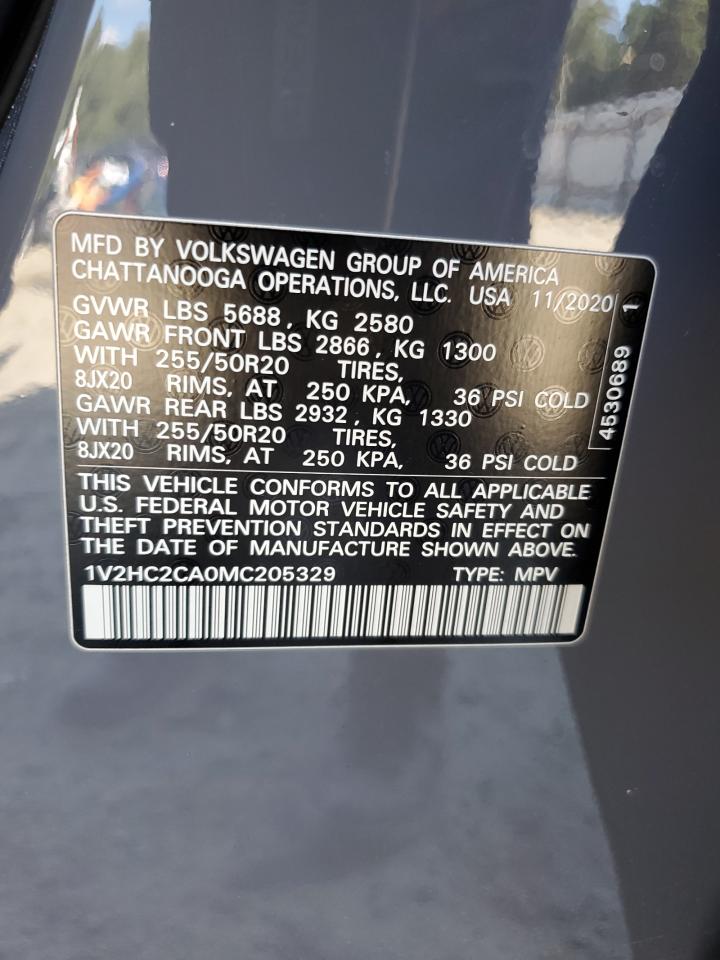 MFD BY VOLKSWAGEN GROUP OF AMERICA
CHATTANOOGA OPERATIONS, LLC. USA 11/2020
GVWR LBS 5688, KG 2580
GAWR FRONT LBS 2866, KG 1300
WITH 255/50R20 TIRES,
8JX20 RIMS, AT 250 KPA, 36 PSI COLD
GAWR REAR LBS 2932, KG 1330
WITH 255/50R20 TIRES,
8JX20 RIMS, AT 250 KPA, 36 PSI COLD
4530689 1
THIS VEHICLE CONFORMS TO ALL APPLICABLE
U.S. FEDERAL MOTOR VEHICLE SAFETY AND
THEFT PREVENTION STANDARDS IN EFFECT ON
THE DATE OF MANUFACTURE SHOWN ABOVE.
1V2HC2CA0MC205329 TYPE: MPV